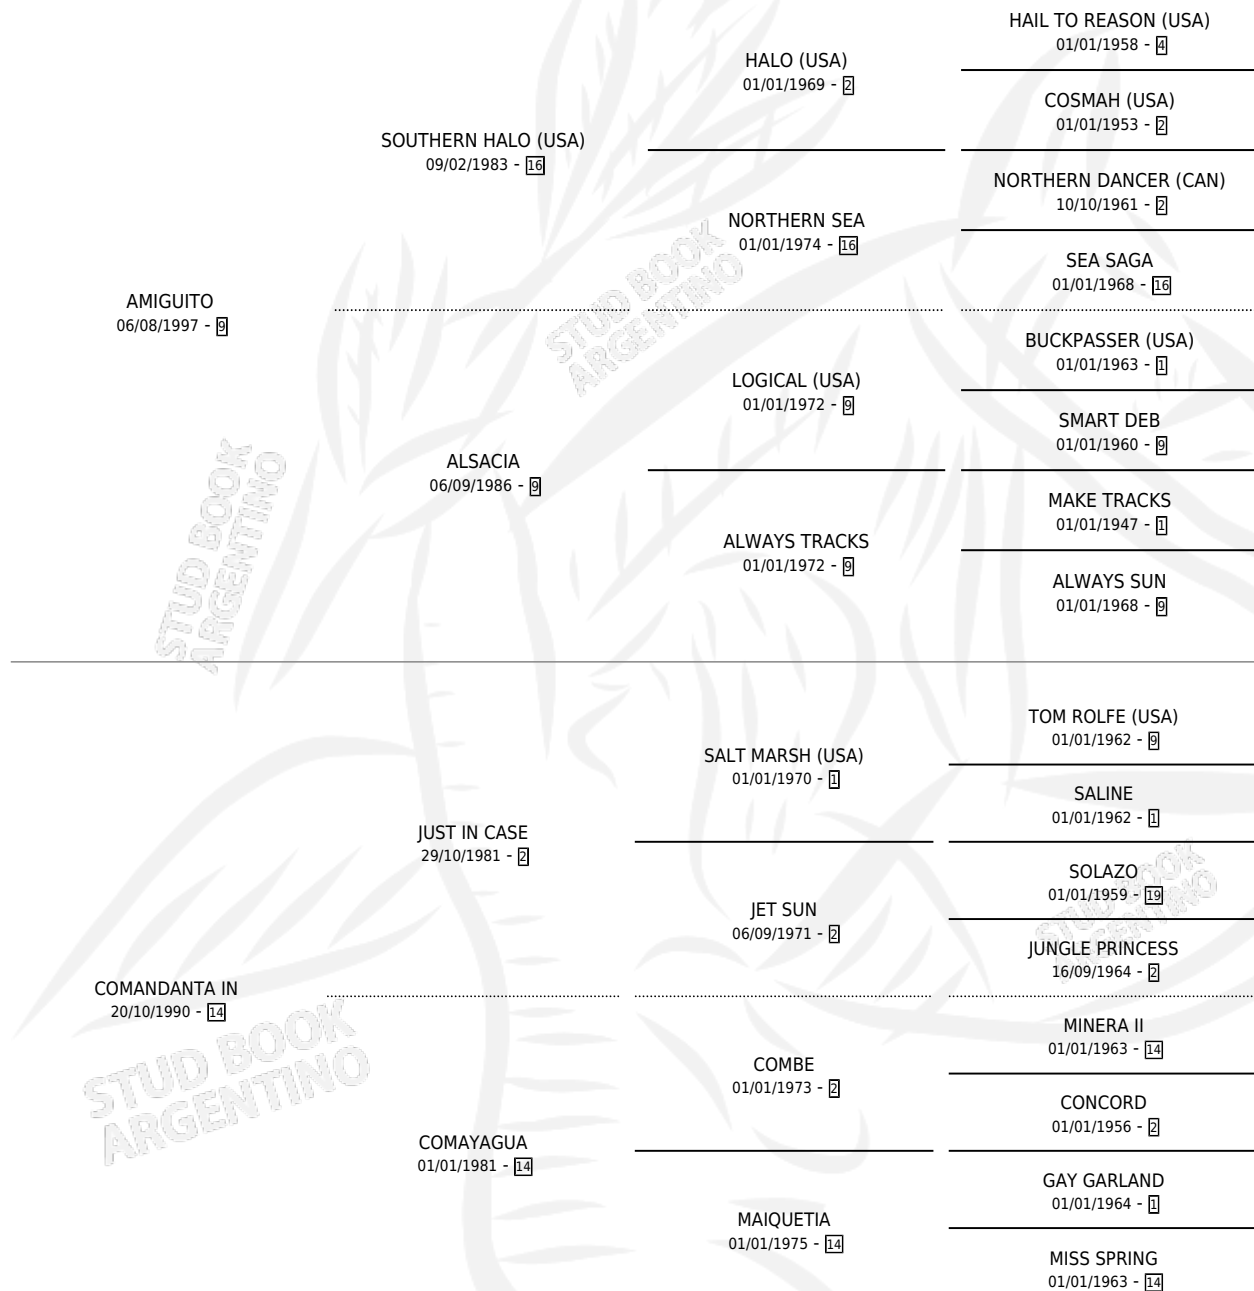 HAIL TO REASON (USA)
01/01/1958 - 4
HALO (USA)
01/01/1969 - 2
COSMAH (USA)
01/01/1953 - 2
SOUTHERN HALO (USA)
09/02/1983 - 16
NORTHERN DANCER (CAN)
10/10/1961 - 2
NORTHERN SEA
01/01/1974 - 16
SEA SAGA
01/01/1968 - 16
AMIGUITO
06/08/1997 - 9
BUCKPASSER (USA)
01/01/1963 - 1
LOGICAL (USA)
01/01/1972 - 9
SMART DEB
01/01/1960 - 9
ALSACIA
06/09/1986 - 9
MAKE TRACKS
01/01/1947 - 1
ALWAYS TRACKS
01/01/1972 - 9
ALWAYS SUN
01/01/1968 - 9
TOM ROLFE (USA)
01/01/1962 - 9
SALT MARSH (USA)
01/01/1970 - 1
SALINE
01/01/1962 - 1
JUST IN CASE
29/10/1981 - 2
SOLAZO
01/01/1959 - 19
JET SUN
06/09/1971 - 2
JUNGLE PRINCESS
16/09/1964 - 2
COMANDANTA IN
20/10/1990 - 14
MINERA II
01/01/1963 - 14
COMBE
01/01/1973 - 2
CONCORD
01/01/1956 - 2
COMAYAGUA
01/01/1981 - 14
GAY GARLAND
01/01/1964 - 1
MAIQUETIA
01/01/1975 - 14
MISS SPRING
01/01/1963 - 14
STUD BOOK
ARGENTINO
STUD BOOK
ARGENTINO
STUD BOOK
ARGENTINO
STUD BOOK
ARGENTINO